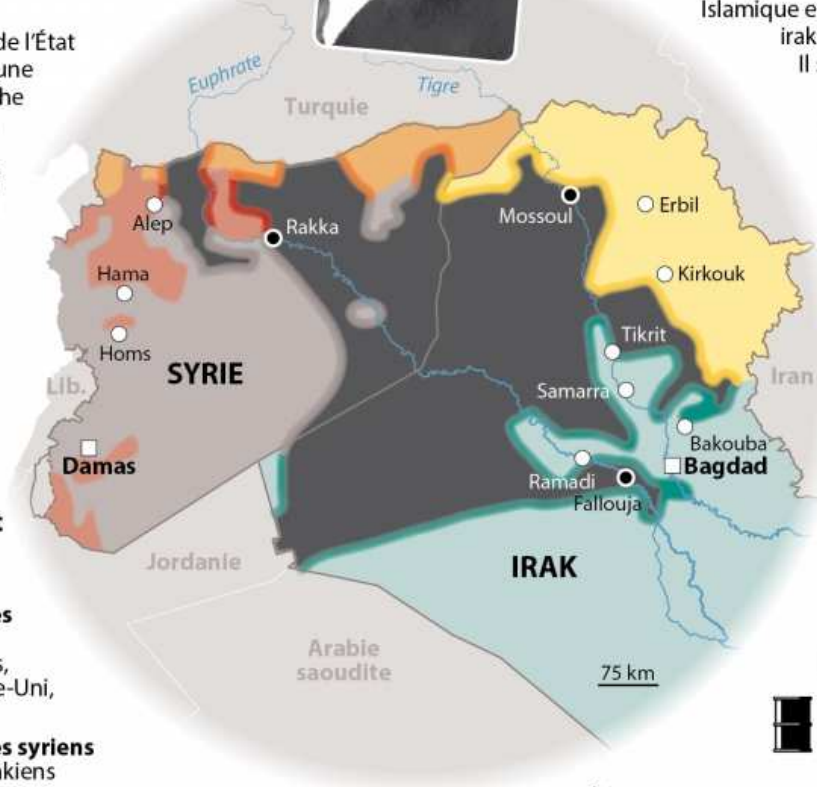 de l'État
une
he
Islamique e
irak
Il
Euphrate
Tigre
Turquie
Alep
Rakka
Mossoul
Erbil
Kirkouk
Hama
Homs
SYRIE
Tikrit
Samarra
Lib.
Iran
Damas
Bakouba
Bagdad
Ramadi
Fallouja
Jordanie
IRAK
Arabie
saoudite
75 km
t
es
s,
e-Uni,
es syriens
akiens